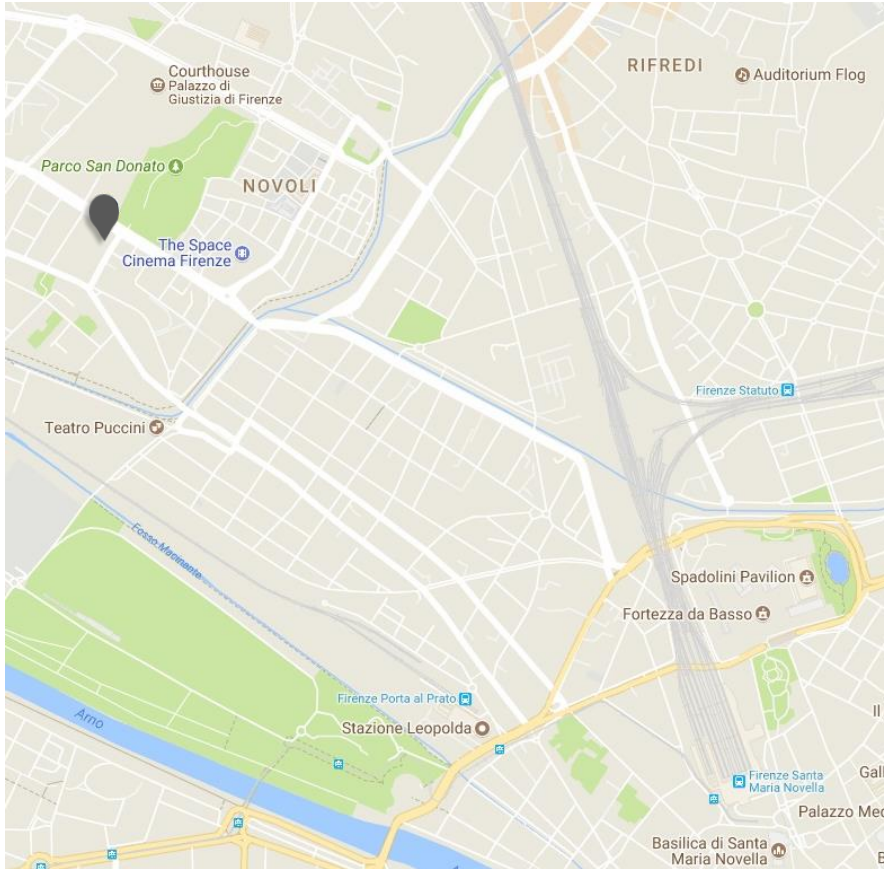 RIFREDI
Auditorium Flog
Courthouse
Palazzo di
Giustizia di Firenze
Parco San Donato
NOVOLI
The Space
Cinema Firenze
Firenze Statuto
Teatro Puccini
Fosso Macinante
Spadolini Pavilion
Fortezza da Basso
Firenze Porta al Prato
Arno
Stazione Leopolda
Il
Firenze Santa
Maria Novella
Gall
Palazzo Med
Basilica di Santa
Maria Novella
B
A